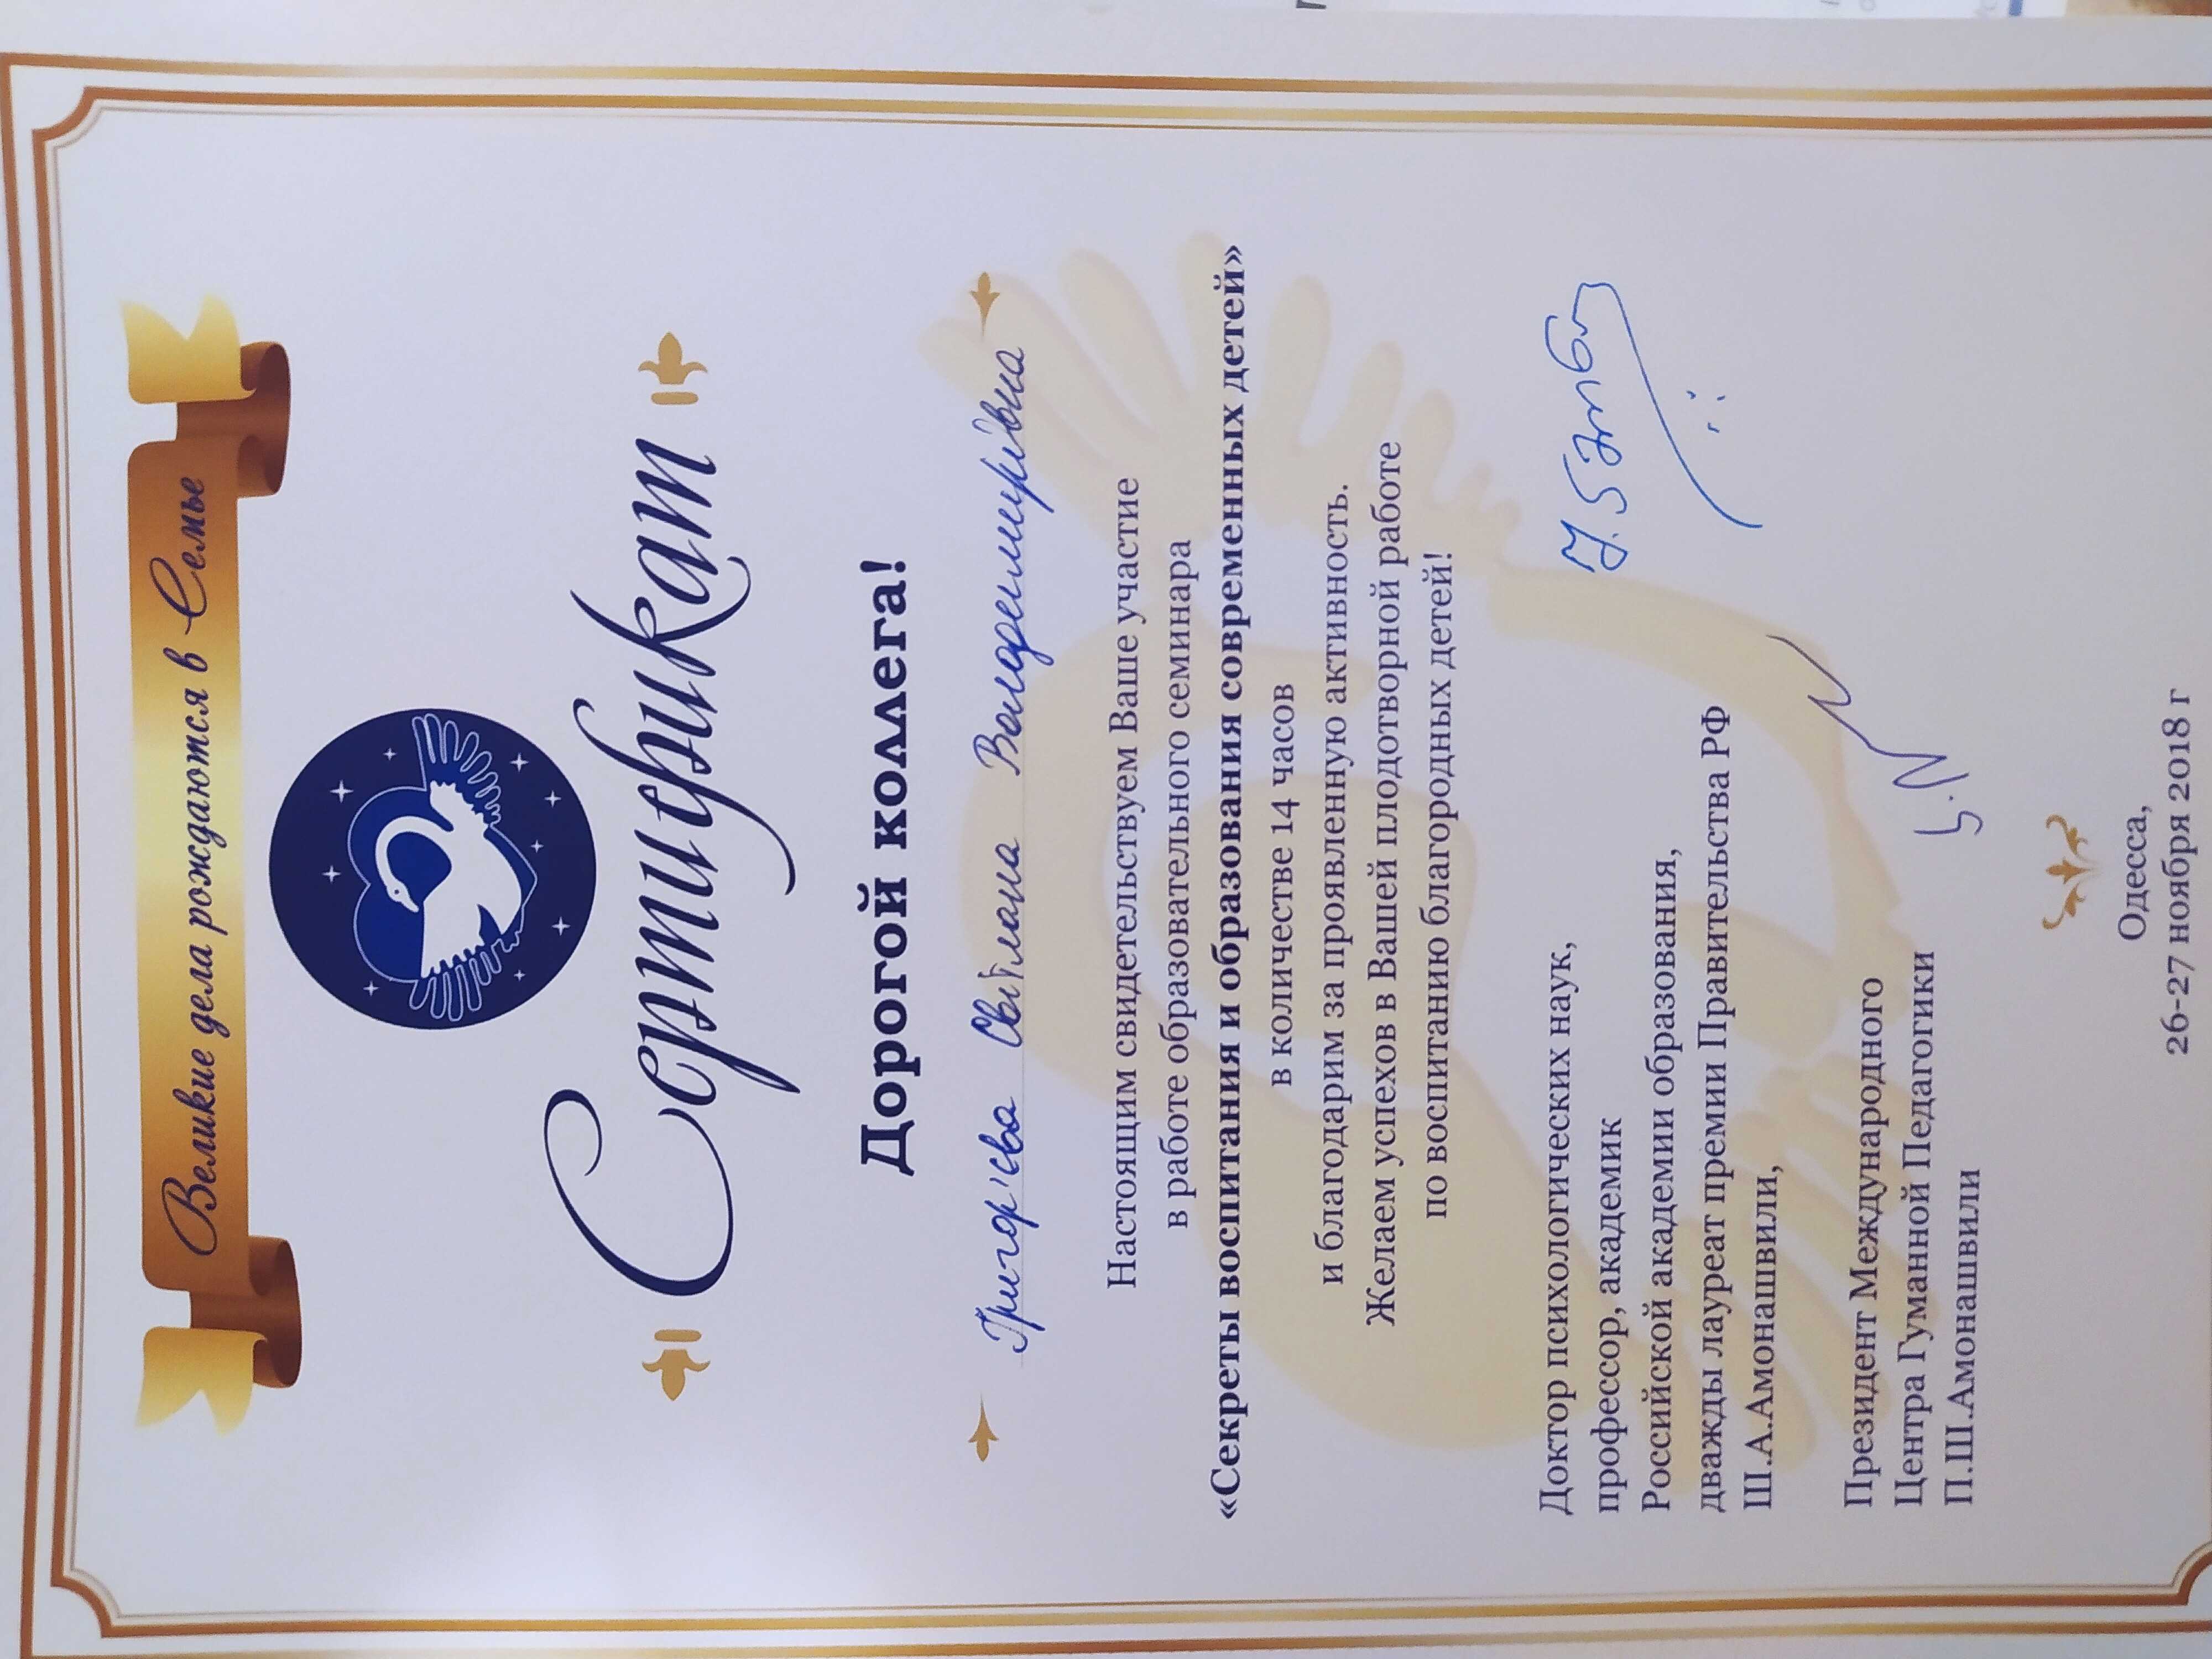 Великие дела рождаются в Семье
Сертификат
Дорогой коллега!
Григор'єва Світлана Володимирівна
Настоящим свидетельствуем Ваше участие
в работе образовательного семинара
«Секреты воспитания и образования современных детей»
в количестве 14 часов
и благодарим за проявленную активность.
Желаем успехов в Вашей плодотворной работе
по воспитанию благородных детей!
Доктор психологических наук,
профессор, академик
Российской академии образования,
дважды лауреат премии Правительства РФ
Ш.А.Амонашвили,
Президент Международного
Центра Гуманной Педагогики
П.Ш.Амонашвили
Одесса,
26-27 ноября 2018 г